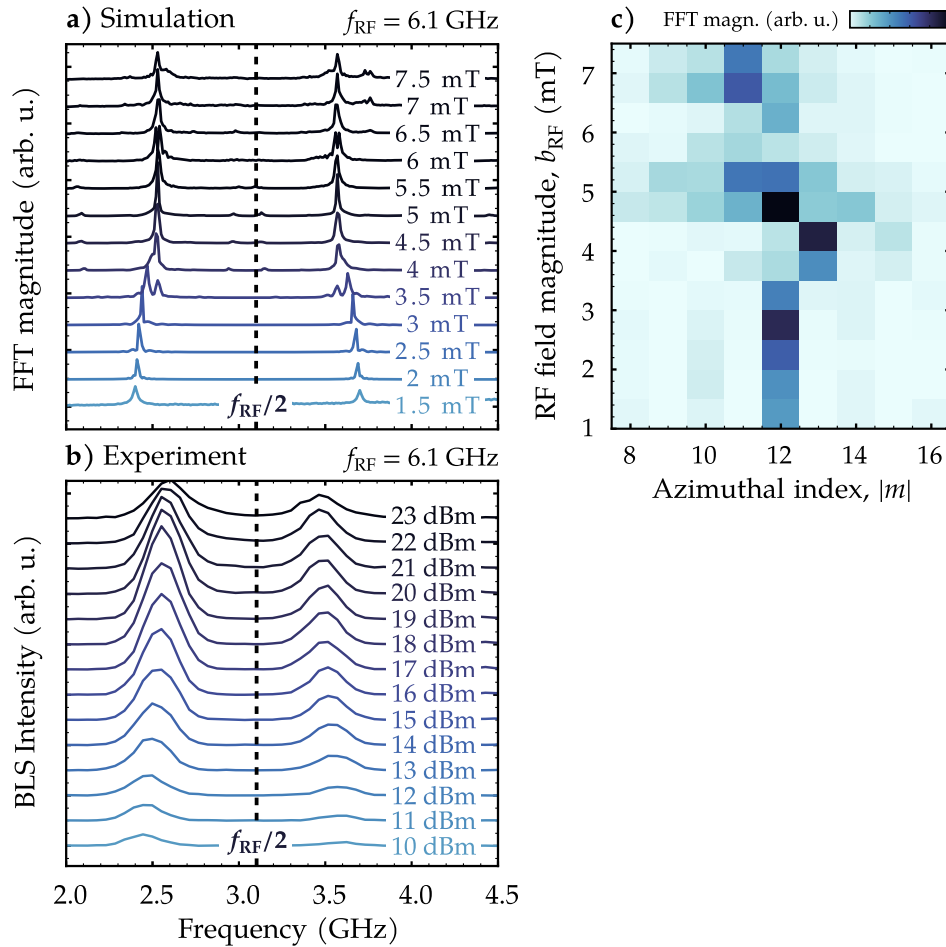 a) Simulation
f_RF = 6.1 GHz
FFT magnitude (arb. u.)
7.5 mT
7 mT
6.5 mT
6 mT
5.5 mT
5 mT
4.5 mT
4 mT
3.5 mT
3 mT
2.5 mT
2 mT
1.5 mT
f_RF/2
b) Experiment
f_RF = 6.1 GHz
BLS Intensity (arb. u.)
23 dBm
22 dBm
21 dBm
20 dBm
19 dBm
18 dBm
17 dBm
16 dBm
15 dBm
14 dBm
13 dBm
12 dBm
11 dBm
10 dBm
f_RF/2
2.0 2.5 3.0 3.5 4.0 4.5
Frequency (GHz)
c)
FFT magn. (arb. u.)
RF field magnitude, b_RF (mT)
7
6
5
4
3
2
1
8 10 12 14 16
Azimuthal index, |m|